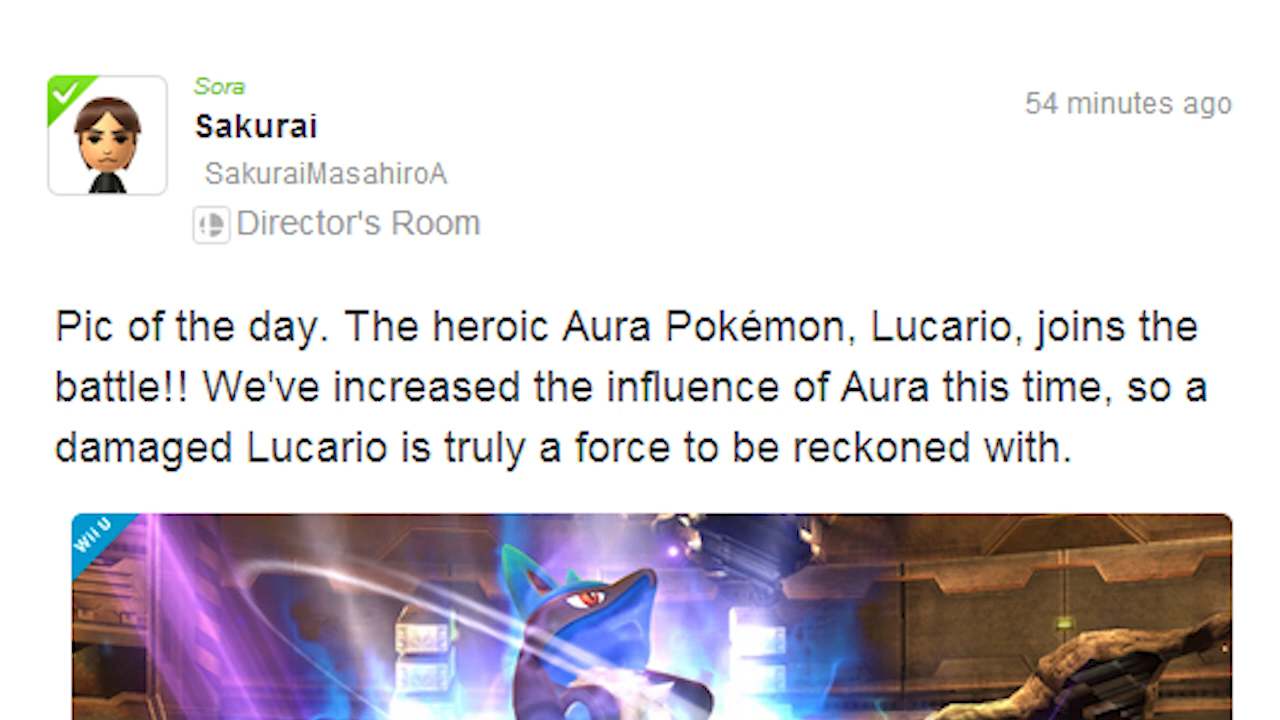 Sora
Sakurai
54 minutes ago
SakuraiMasahiroA
Director's Room
Pic of the day. The heroic Aura Pokémon, Lucario, joins the
battle!! We've increased the influence of Aura this time, so a
damaged Lucario is truly a force to be reckoned with.
Wii U